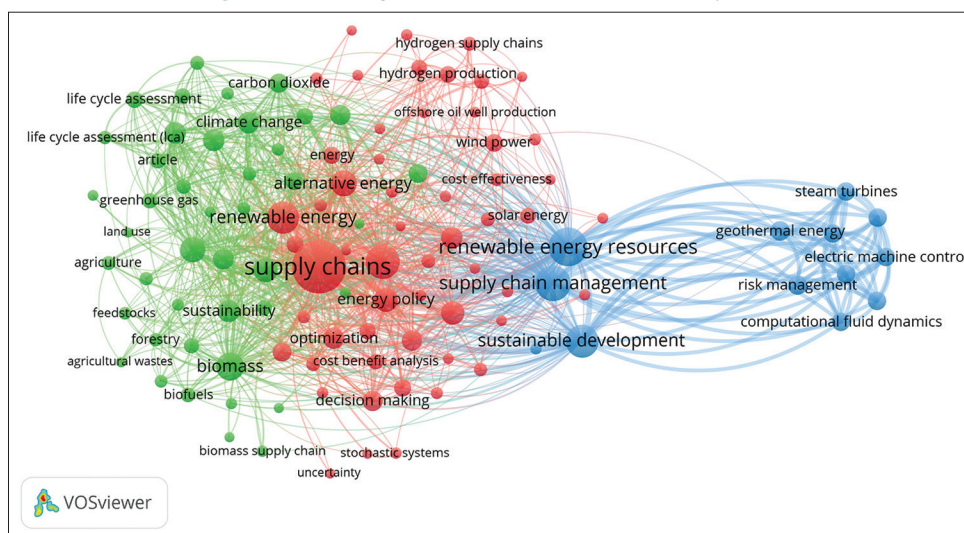 hydrogen supply chains
hydrogen production
carbon dioxide
life cycle assessment
offshore oil well production
climate change
life cycle assessment (lca)
wind power
article
energy
alternative energy
cost effectiveness
steam turbines
greenhouse gas
renewable energy
solar energy
land use
geothermal energy
renewable energy resources
electric machine contro
agriculture
supply chains
supply chain management
risk management
energy policy
feedstocks
sustainability
computational fluid dynamics
forestry
optimization
sustainable development
agricultural wastes
biomass
cost benefit analysis
biofuels
decision making
biomass supply chain
stochastic systems
uncertainty
VOSviewer